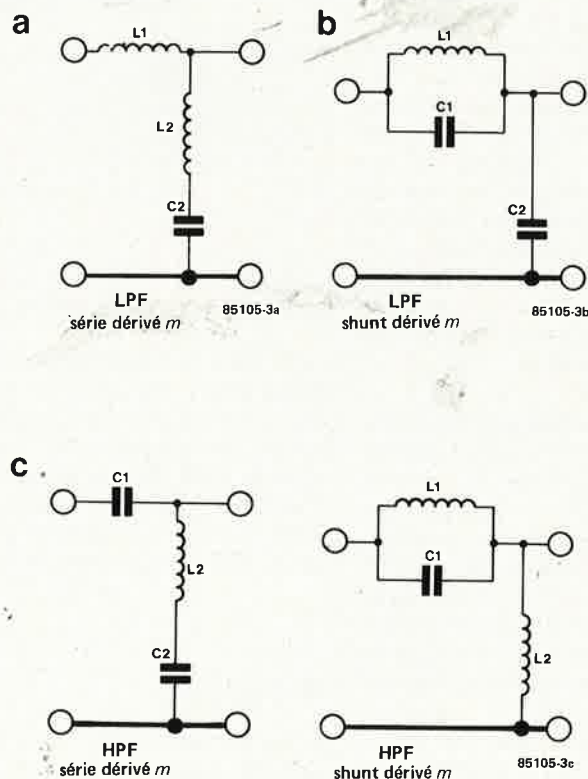 a
L1
L2
C2
LPF
85105-3a
série dérivé m
b
L1
C1
C2
LPF
85105-3b
shunt dérivé m
c
C1
L2
C2
HPF
série dérivé m
L1
C1
L2
HPF
85105-3c
shunt dérivé m